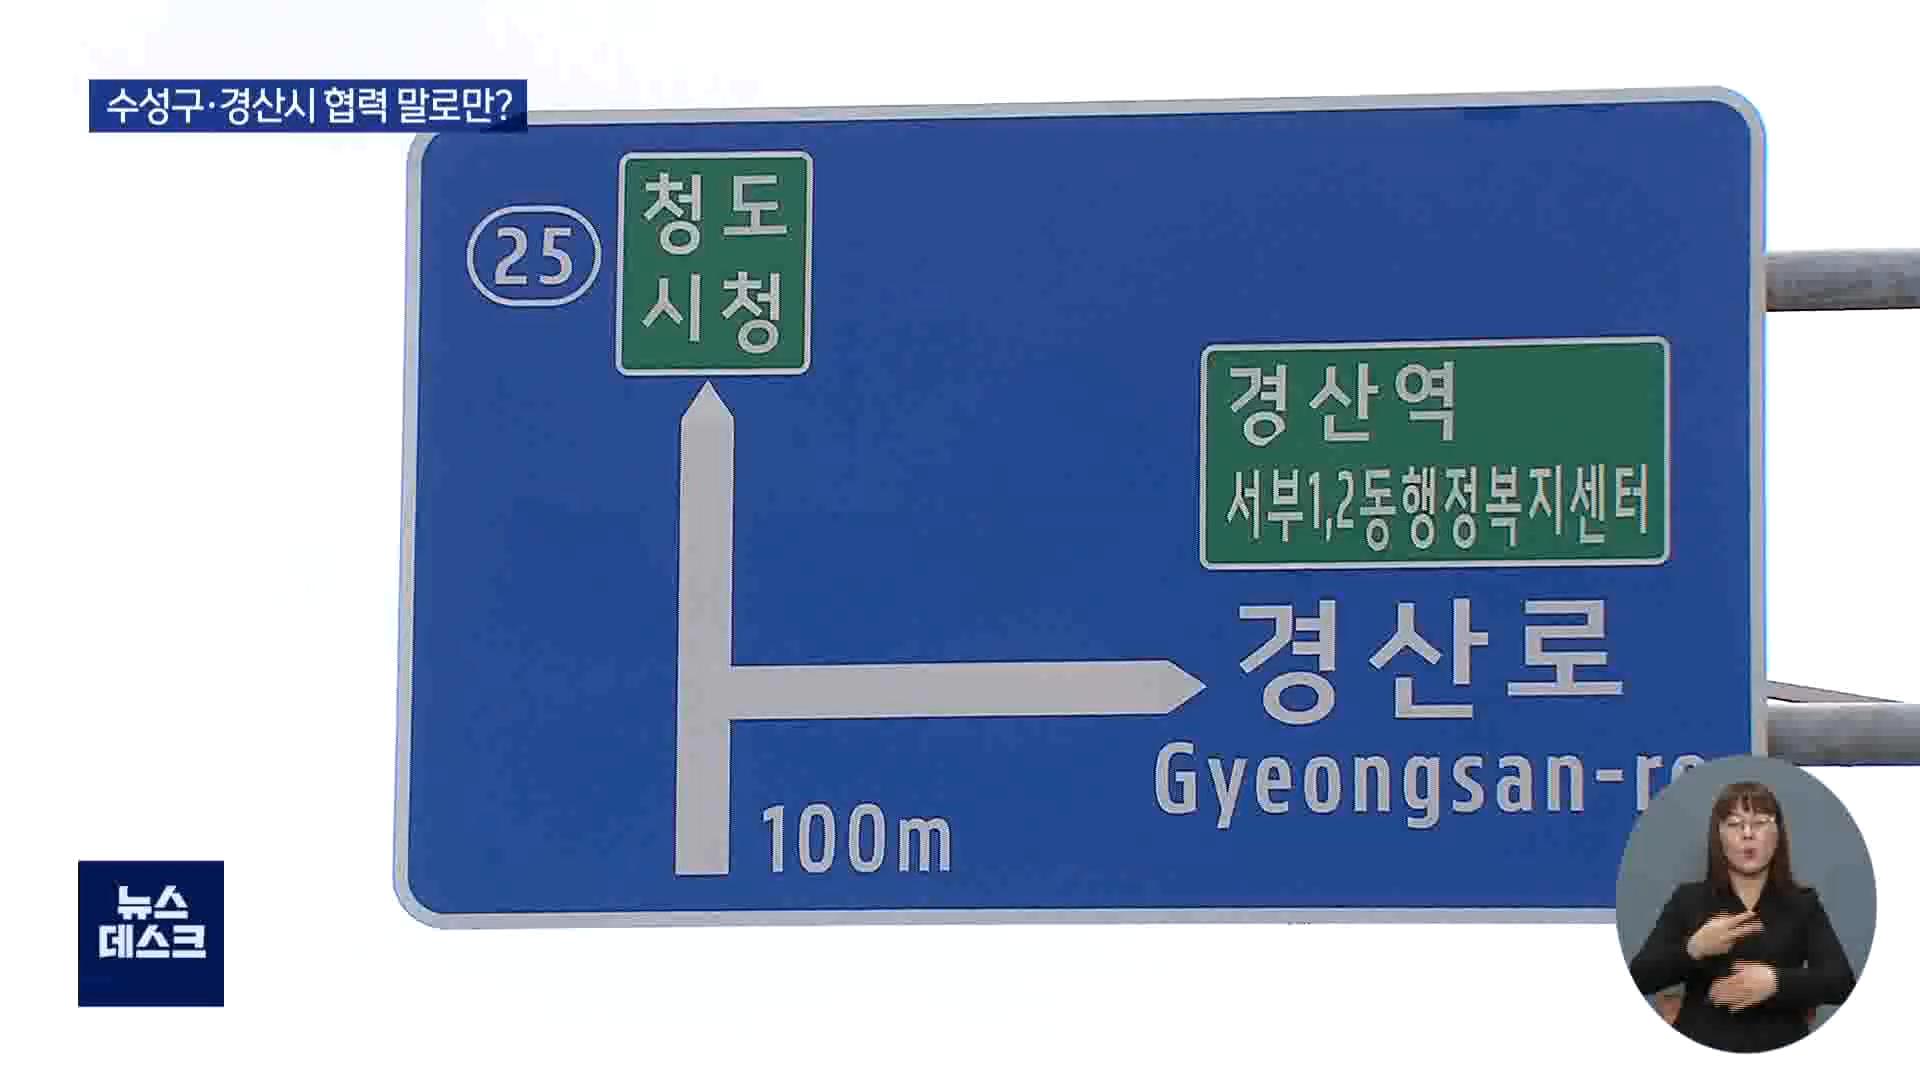 수성구·경산시 협력 말로만?
25
청도
시청
경산역
서부1,2동행정복지센터
경산로
Gyeongsan-ro
100m
뉴스
데스크